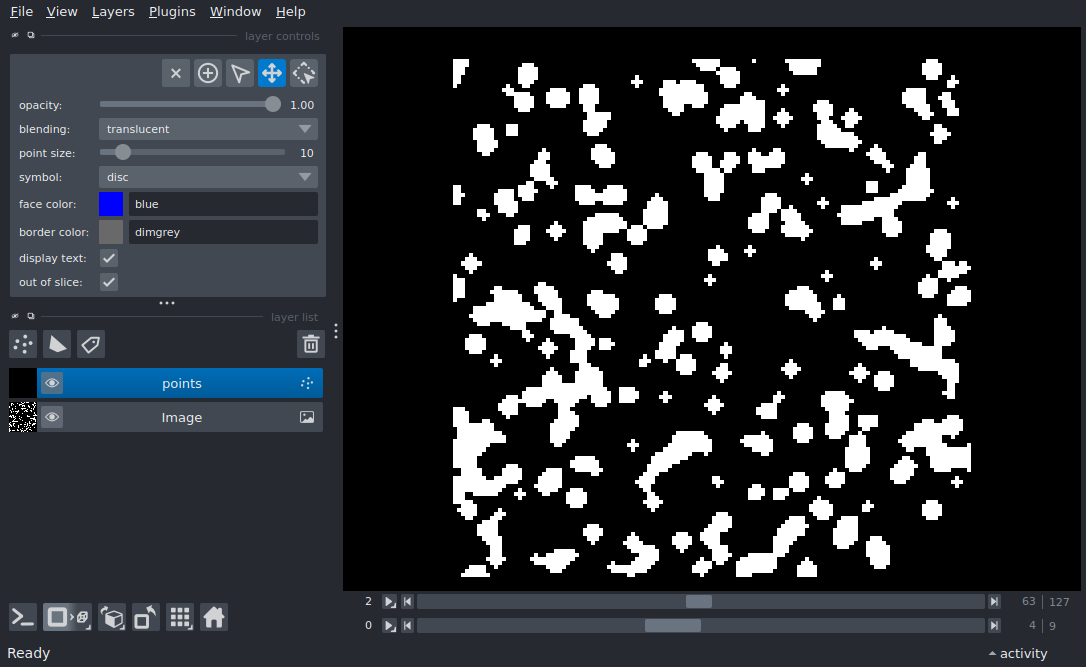 File View Layers Plugins Window Help
layer controls
opacity: 1.00
blending: translucent
point size: 10
symbol: disc
face color: blue
border color: dimgrey
display text:
out of slice:
layer list
points
Image
2 63 | 127
0 4 | 9
Ready activity